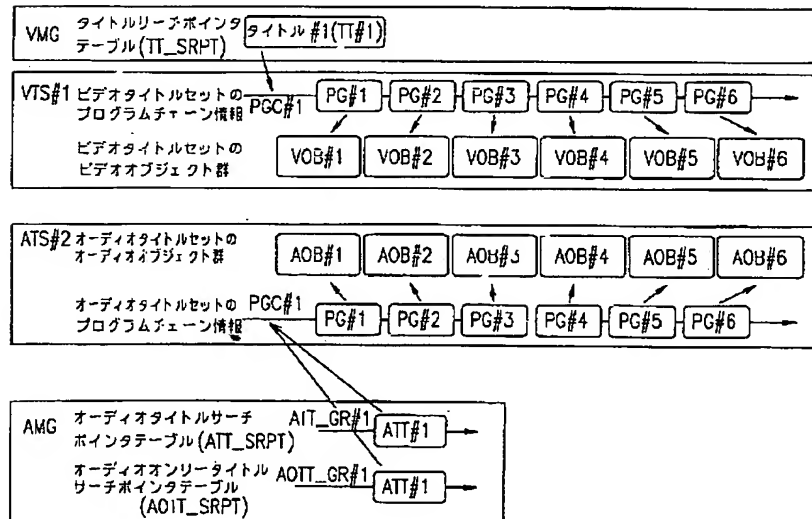 VMG タイトルリーチポインタ
テーブル(TT_SRPT)
タイトル#1(TT#1)
VTS#1 ビデオタイトルセットの
プログラムチェーン情報
PGC#1
PG#1 PG#2 PG#3 PG#4 PG#5 PG#6
ビデオタイトルセットの
ビデオオブジェクト群
VOB#1 VOB#2 VOB#3 VOB#4 VOB#5 VOB#6
ATS#2 オーディオタイトルセットの
オーディオイブジェクト群
AOB#1 AOB#2 AOB#3 AOB#4 AOB#5 AOB#6
オーディオタイトルセットの
プログラムチェーン情報
PGC#1
PG#1 PG#2 PG#3 PG#4 PG#5 PG#6
AMG オーディオタイトルサーチ
ポインタテーブル(ATT_SRPT)
AIT_GR#1
ATT#1
オーディオオンリータイトル
サーチポインタテーブル
(AOIT_SRPT)
AOTT_GR#1
ATT#1